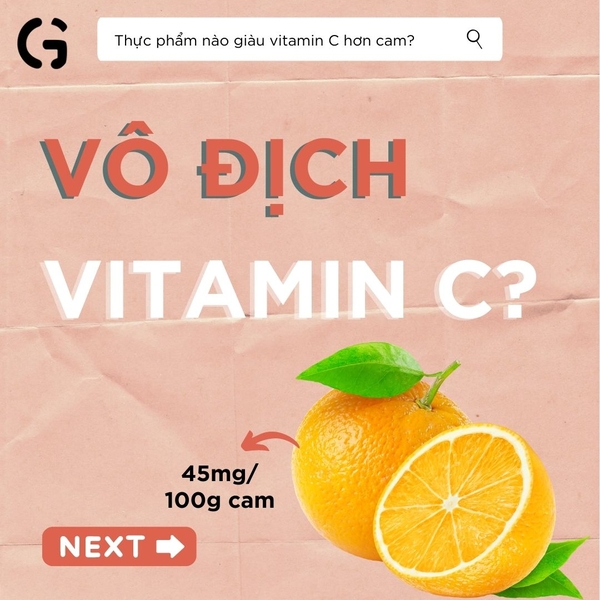 Thực phẩm nào giàu vitamin C hơn cam?
VÔ ĐỊCH
VITAMIN C?
45mg/
100g cam
NEXT